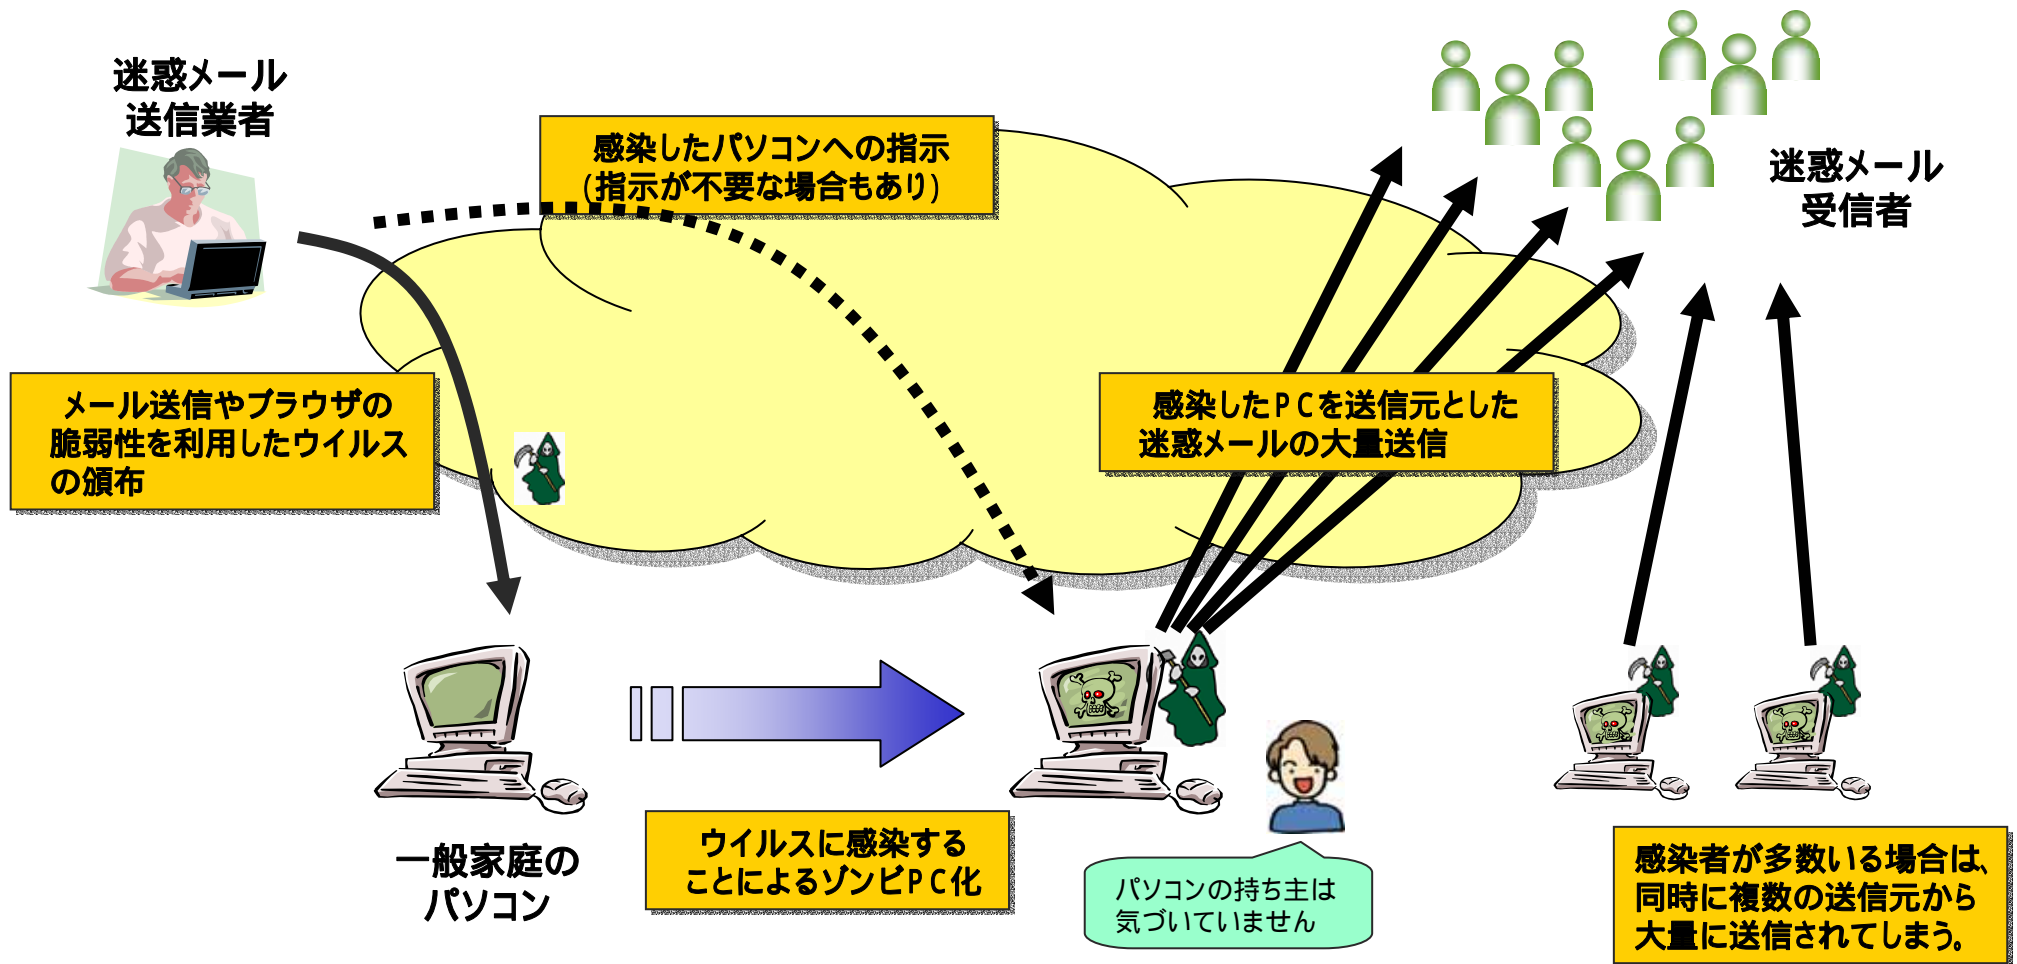 迷惑メール
送信業者
感染したパソコンへの指示
(指示が不要な場合もあり)
迷惑メール
受信者
メール送信やブラウザの
脆弱性を利用したウイルス
の頒布
感染したPCを送信元とした
迷惑メールの大量送信
一般家庭の
パソコン
ウイルスに感染する
ことによるゾンビPC化
パソコンの持ち主は
気づいていません
感染者が多数いる場合は、
同時に複数の送信元から
大量に送信されてしまう。